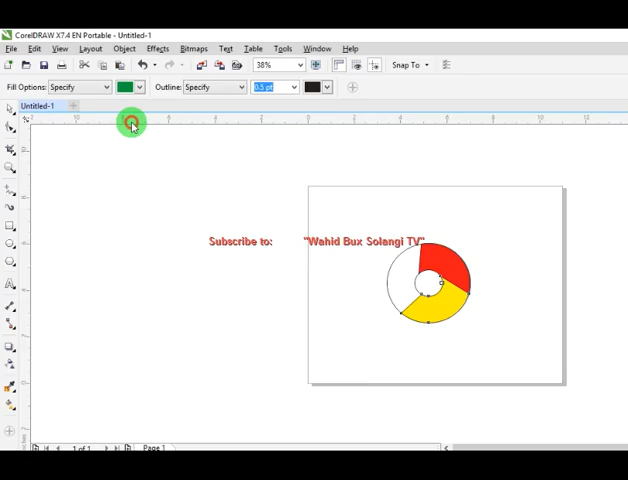 CorelDRAW X7.4 EN Portable - Untitled-1
File Edit View Layout Object Effects Bitmaps Text Table Tools Window Help
38% Snap To
Fill Options: Specify Outline: Specify 0.5 pt
Untitled-1
Subscribe to: "Wahid Bux Solangi TV"
1 of 1 Page 1